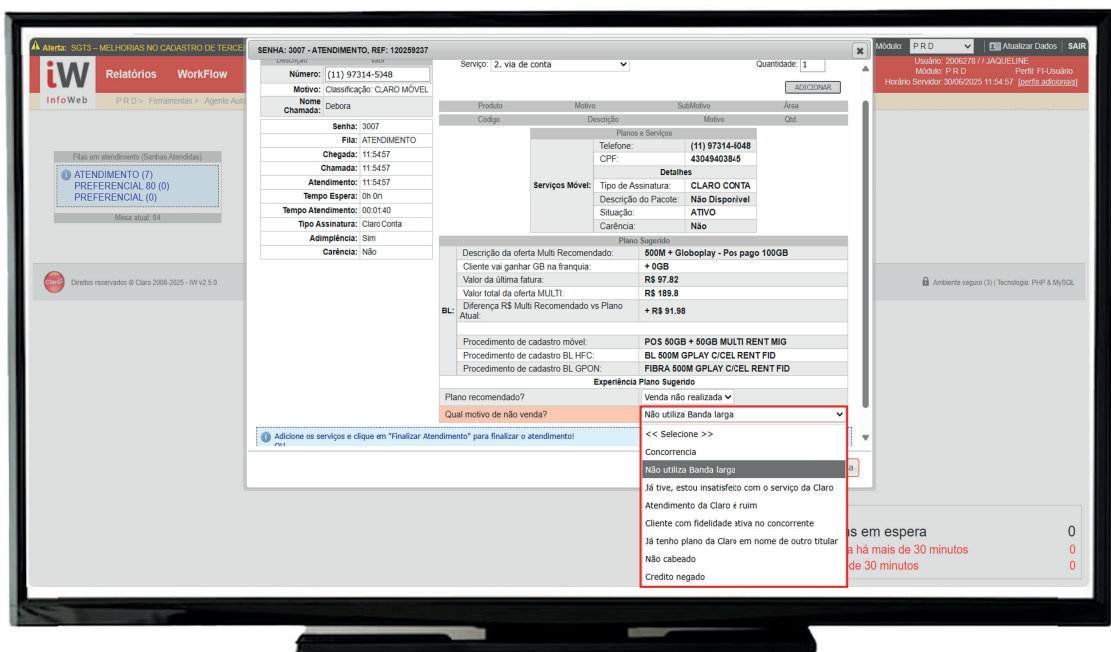 Alerta: SGT3 – MELHORIAS NO CADASTRO DE TERCEI
Módulo: P R D
Atualizar Dados
SAIR
iW
InfoWeb
Relatórios WorkFlow
Usuário: 2006278 / / JAQUELINE
Módulo: P R D Perfil: FI-Usuário
Horário Servidor: 30/06/2025 11:54:57 [perfis adicionais]
P R D > Ferramentas > Agente Auto
Filas em atendimento (Senhas Atendidas)
ATENDIMENTO (7)
PREFERENCIAL 80 (0)
PREFERENCIAL (0)
Mesa atual: 04
Claro
Direitos reservados © Claro 2008-2025 - IW v2.5.0
Ambiente seguro (3) | Tecnologia: PHP & MySQL
SENHA: 3007 - ATENDIMENTO, REF: 120259237
Descrição Valor
Número: (11) 97314-5048
Motivo: Classificação: CLARO MÓVEL
Nome Chamada: Debora
Senha: 3007
Fila: ATENDIMENTO
Chegada: 11:54:57
Chamada: 11:54:57
Atendimento: 11:54:57
Tempo Espera: 0h 0n
Tempo Atendimento: 00:01:40
Tipo Assinatura: Claro Conta
Adimplência: Sim
Carência: Não
Serviço: 2. via de conta
Quantidade: 1
ADICIONAR
Produto Motivo SubMotivo Área
Código Descrição Motivo Qtd.
Planos e Serviços
Serviços Móvel:
Telefone: (11) 97314-
CPF: 43049403845
Detalhes
Tipo de Assinatura: CLARO CONTA
Descrição do Pacote: Não Disponível
Situação: ATIVO
Carência: Não
Plano Sugerido
BL:
Descrição da oferta Multi Recomendado: 500M + Globoplay - Pos pago 100GB
Cliente vai ganhar GB na franquia: + 0GB
Valor da última fatura: R$ 97.82
Valor total da oferta MULTI: R$ 189.8
Diferença R$ Multi Recomendado vs Plano Atual: + R$ 91.98
Procedimento de cadastro móvel: POS 50GB + 50GB MULTI RENT MIG
Procedimento de cadastro BL HFC: BL 500M GPLAY C/CEL RENT FID
Procedimento de cadastro BL GPON: FIBRA 500M GPLAY C/CEL RENT FID
Experiência Plano Sugerido
Plano recomendado? Venda não realizada
Qual motivo de não venda? Não utiliza Banda larga
<< Selecione >>
Concorrencia
Não utiliza Banda larga
Já tive, estou insatisfeito com o serviço da Claro
Atendimento da Claro é ruim
Cliente com fidelidade ativa no concorrente
Já tenho plano da Claro em nome de outro titular
Não cabeado
Credito negado
Adicione os serviços e clique em "Finalizar Atendimento" para finalizar o atendimento!
OU
as em espera 0
a há mais de 30 minutos 0
de 30 minutos 0